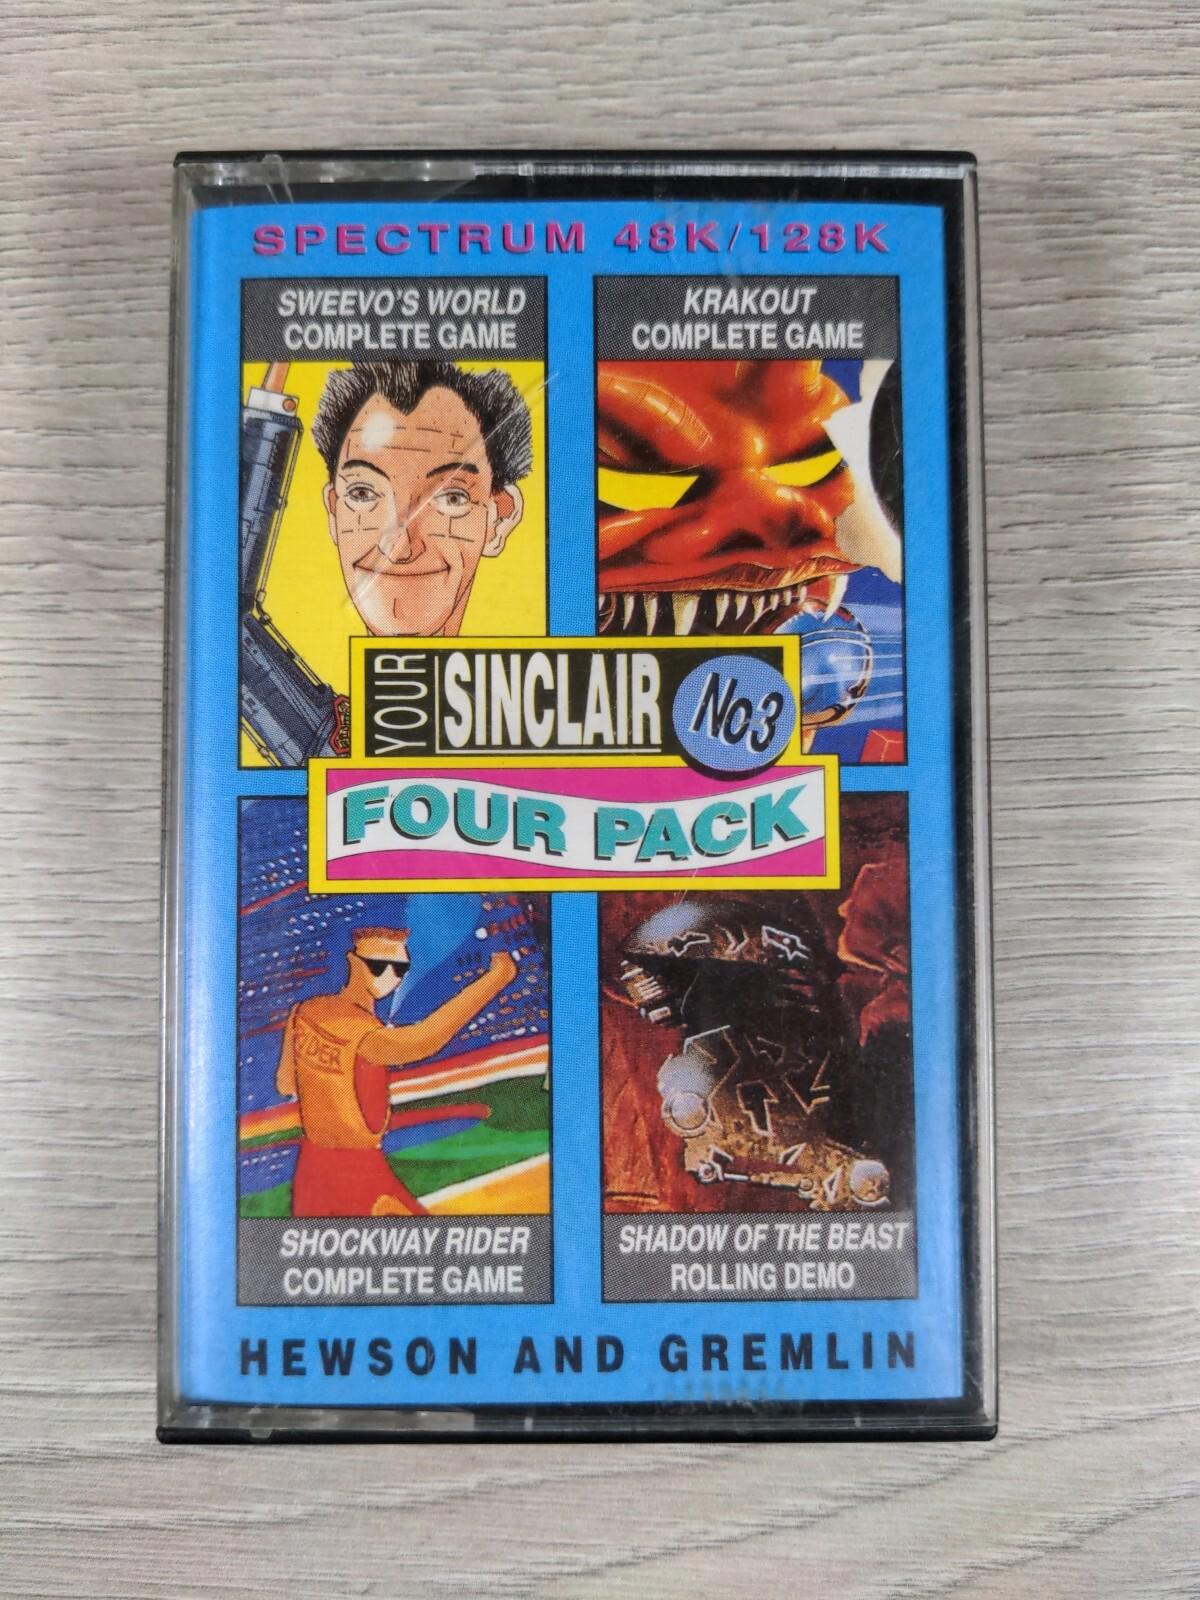 SPECTRUM 48K/128K
SWEEVO'S WORLD
COMPLETE GAME
KRAKOUT
COMPLETE GAME
YOUR SINCLAIR No3
FOUR PACK
RIDER
SHOCKWAY RIDER
COMPLETE GAME
SHADOW OF THE BEAST
ROLLING DEMO
HEWSON AND GREMLIN